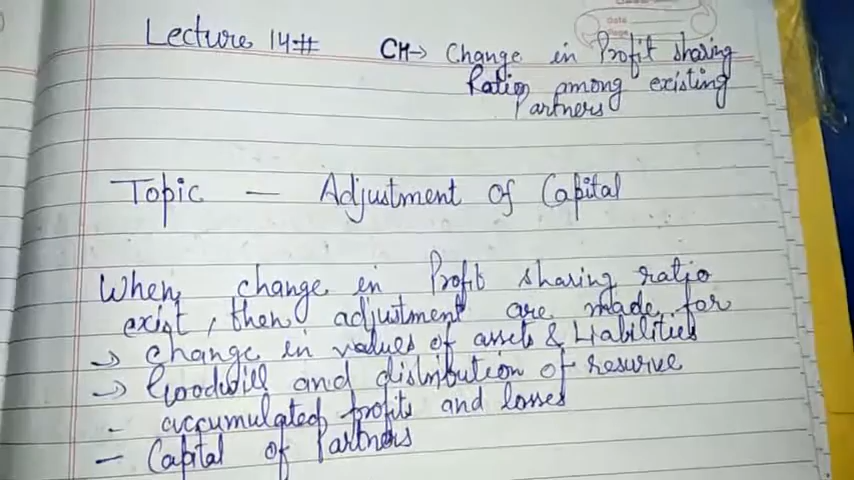 Date
Page
Lecture 14#
CH→ Change in Profit sharing
Ratio among existing
Partners
Topic — Adjustment of Capital
When change in Profit sharing ratio
exist, then adjustment are made for
→ change in values of assets & Liabilities
→ Goodwill and distribution of reserve
- accumulated profits and losses
— Capital of Partners